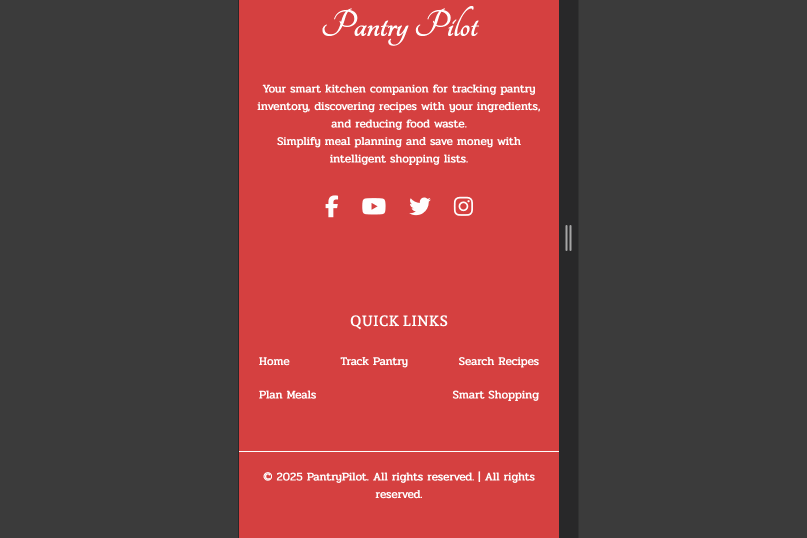 Pantry Pilot
Your smart kitchen companion for tracking pantry
inventory, discovering recipes with your ingredients,
and reducing food waste.
Simplify meal planning and save money with
intelligent shopping lists.
QUICK LINKS
Home Track Pantry Search Recipes
Plan Meals Smart Shopping
© 2025 PantryPilot. All rights reserved. | All rights
reserved.